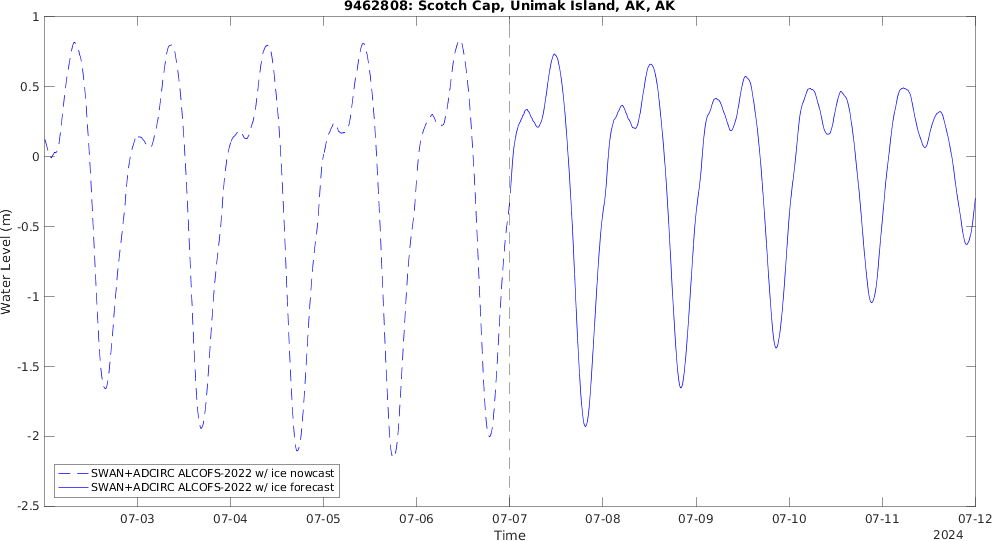 9462808: Scotch Cap, Unimak Island, AK, AK
1
0.5
0
-0.5
-1
-1.5
-2
-2.5
Water Level (m)
SWAN+ADCIRC ALCOFS-2022 w/ ice nowcast
SWAN+ADCIRC ALCOFS-2022 w/ ice forecast
07-03 07-04 07-05 07-06 07-07 07-08 07-09 07-10 07-11 07-12
Time
2024